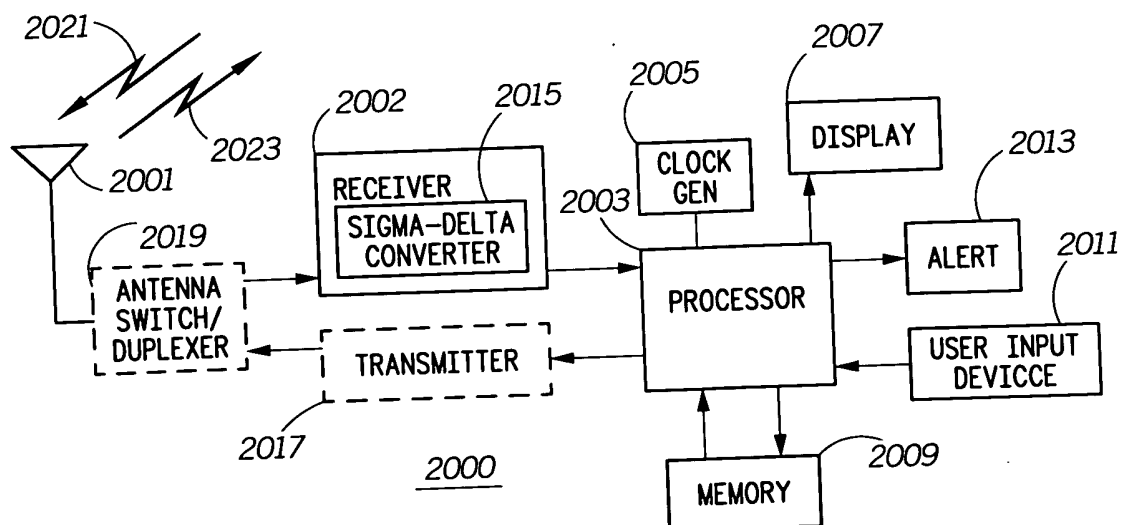 2021
2023
2001
2019
ANTENNA
SWITCH/
DUPLEXER
2002
2015
RECEIVER
SIGMA-DELTA
CONVERTER
TRANSMITTER
2017
2000
2005
CLOCK
GEN
2003
PROCESSOR
2007
DISPLAY
2013
ALERT
2011
USER INPUT
DEVICCE
2009
MEMORY